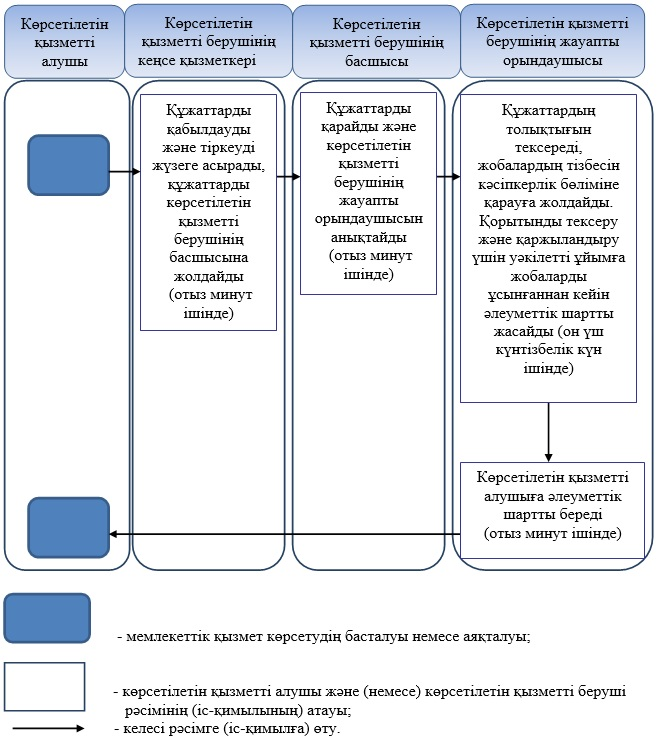 Көрсетілетін
қызметті
алушы
Көрсетілетін
қызметті берушінің
кеңсе қызметкері
Көрсетілетін
қызметті берушінің
басшысы
Көрсетілетін қызметті
берушінің жауапты
орындаушысы
Құжаттарды
қабылдауды
және тіркеуді
жүзеге асырады,
құжаттарды
көрсетілетін
қызметті
берушінің
басшысына
жолдайды
(отыз минут
ішінде)
Құжаттарды
қарайды және
көрсетілетін
қызметті
берушінің
жауапты
орындаушысын
анықтайды
(отыз минут
ішінде)
Құжаттардың
толықтығын
тексереді,
жобалардың тізбесін
кәсіпкерлік бөліміне
қарауға жолдайды.
Қорытынды тексеру
және қаржыландыру
үшін уәкілетті ұйымға
жобаларды
ұсынғаннан кейін
әлеуметтік шартты
жасайды (он үш
күнтізбелік күн
ішінде)
Көрсетілетін қызметті
алушыға әлеуметтік
шартты береді
(отыз минут ішінде)
- мемлекеттік қызмет көрсетудің басталуы немесе аяқталуы;
- көрсетілетін қызметті алушы және (немесе) көрсетілетін қызметті беруші
рәсімінің (іс-қимылының) атауы;
- келесі рәсімге (іс-қимылға) өту.